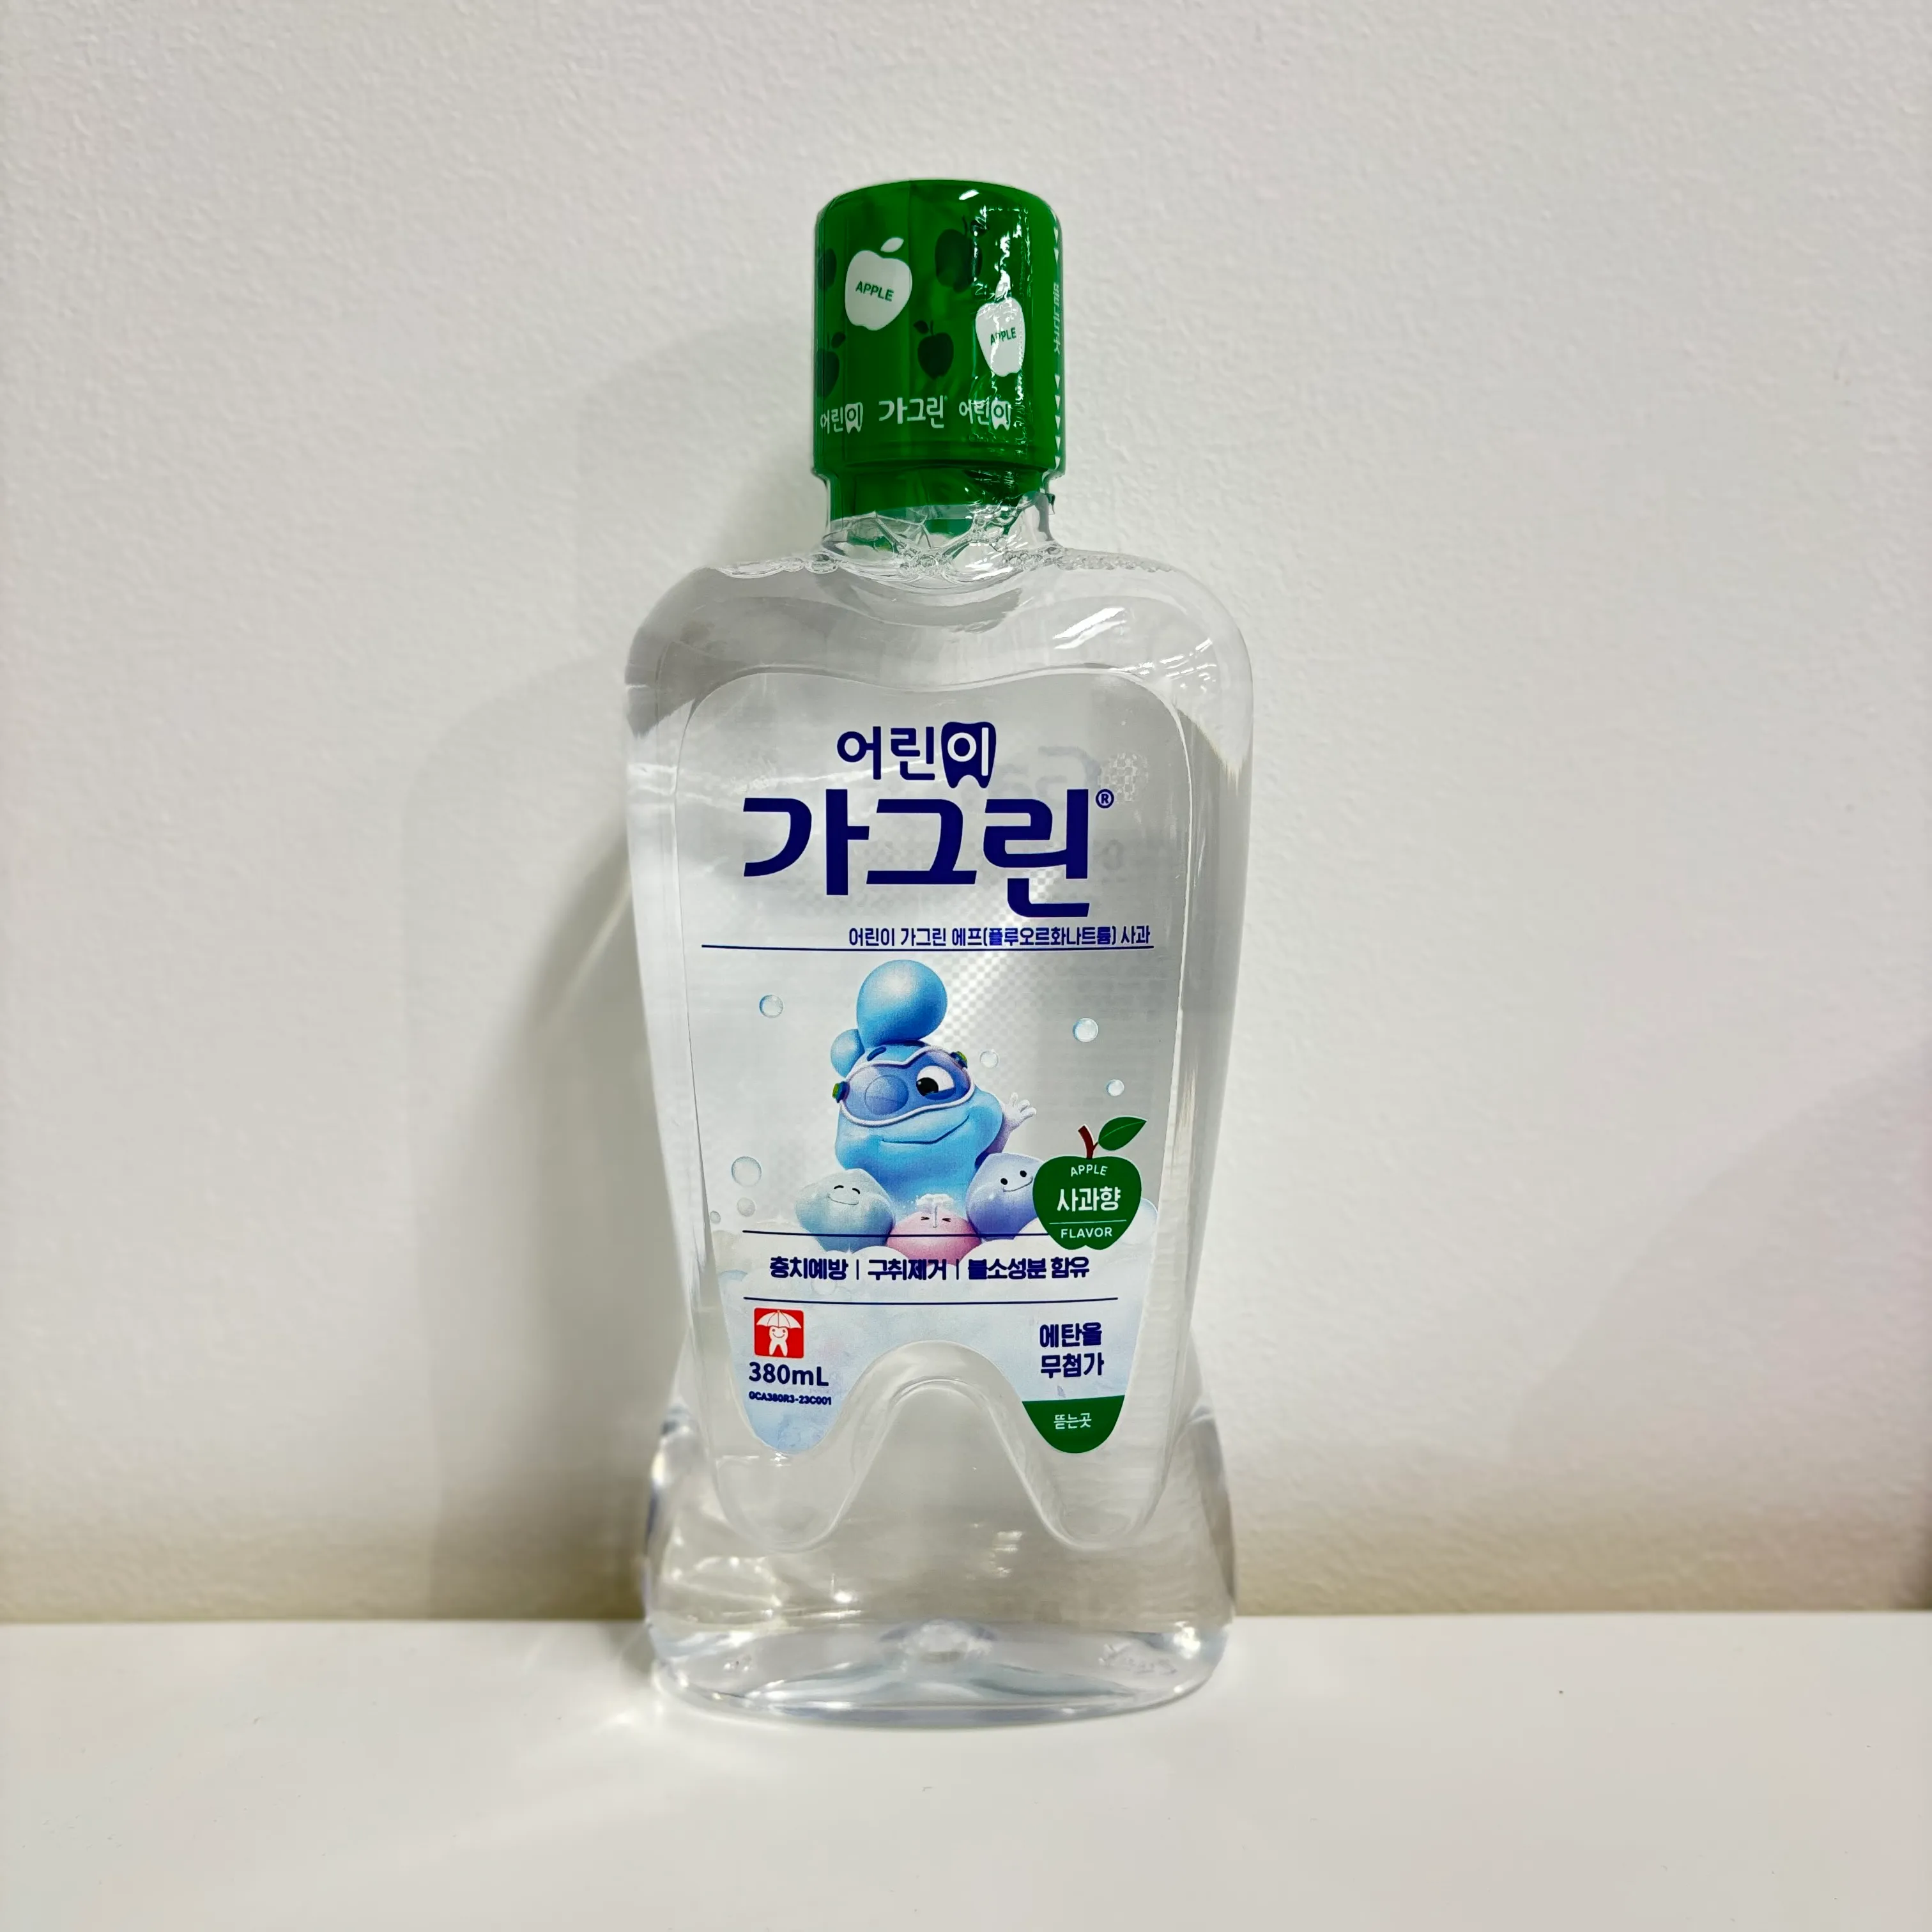 APPLE
APPLE
어린이 가그린 어린이
어린이
가그린®
어린이 가그린 에프(플루오르화나트륨) 사과
APPLE
사과향
FLAVOR
충치예방 | 구취제거 | 불소성분 함유
에탄올
무첨가
380mL
GCA380R3-23C001
뜯는곳